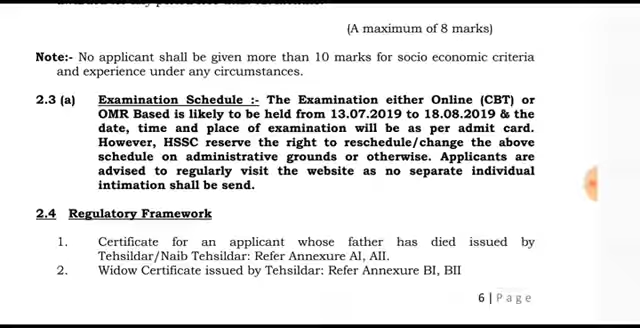 (A maximum of 8 marks)
Note:- No applicant shall be given more than 10 marks for socio economic criteria
and experience under any circumstances.
2.3 (a) Examination Schedule :- The Examination either Online (CBT) or
OMR Based is likely to be held from 13.07.2019 to 18.08.2019 & the
date, time and place of examination will be as per admit card.
However, HSSC reserve the right to reschedule/change the above
schedule on administrative grounds or otherwise. Applicants are
advised to regularly visit the website as no separate individual
intimation shall be send.
2.4 Regulatory Framework
1. Certificate for an applicant whose father has died issued by
Tehsildar/Naib Tehsildar: Refer Annexure AI, AII.
2. Widow Certificate issued by Tehsildar: Refer Annexure BI, BII
6 | Page